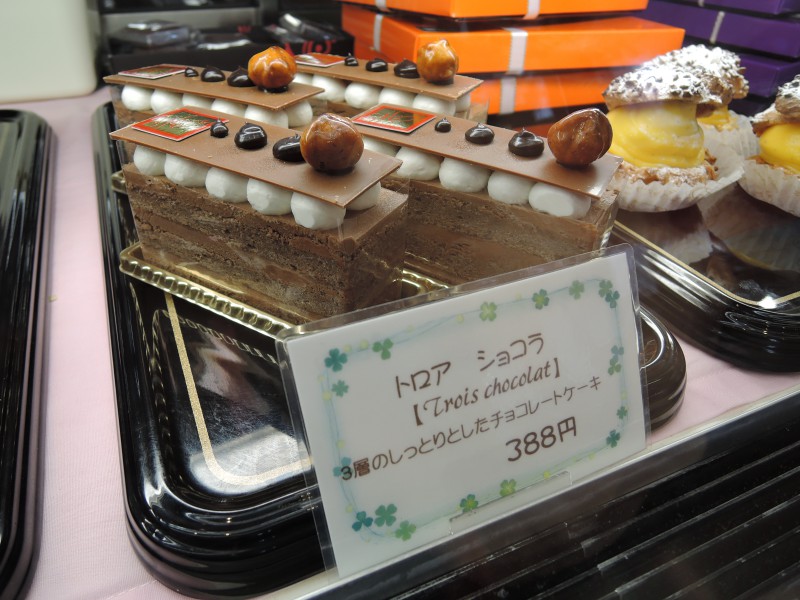 トロア ショコラ
【Trois chocolat】
3層のしっとりとしたチョコレートケーキ
388円